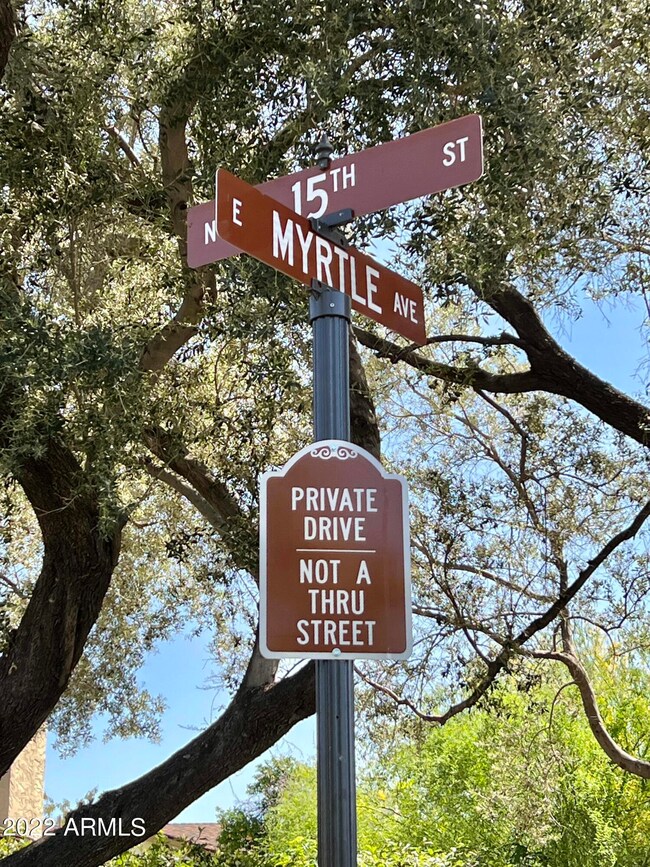 N 15TH ST
E MYRTLE AVE
PRIVATE
DRIVE
NOT A
THRU
STREET
©2022 ARMLS